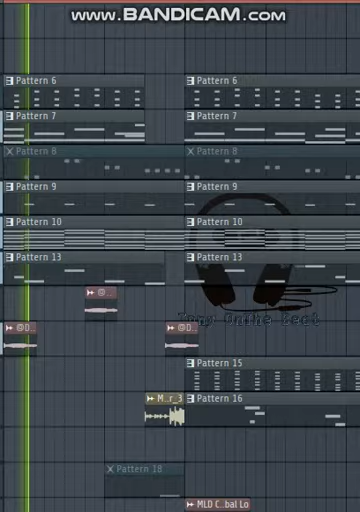 www.BANDICAM.com
Pattern 6 Pattern 6
Pattern 7 Pattern 7
Pattern 8 Pattern 8
Pattern 9 Pattern 9
Pattern 10 Pattern 10
Pattern 13 Pattern 13
@...
Tony OnThe Beat
@D... @D...
Pattern 15
M...r_3 Pattern 16
Pattern 18
MLD C...bal Lo